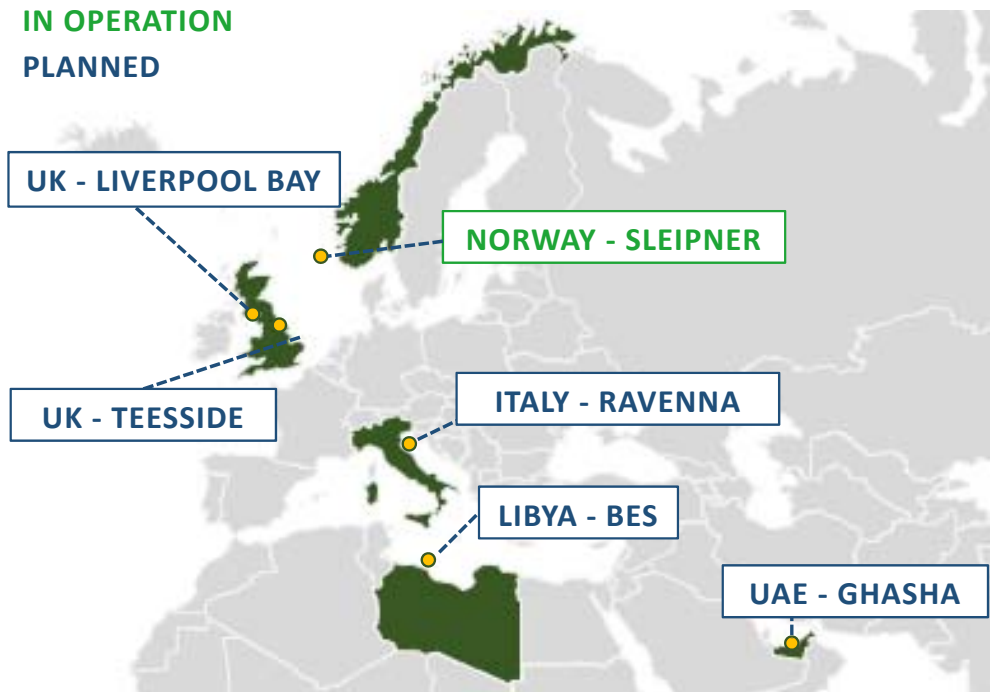 IN OPERATION
PLANNED
UK - LIVERPOOL BAY
NORWAY - SLEIPNER
UK - TEESSIDE
ITALY - RAVENNA
LIBYA - BES
UAE - GHASHA